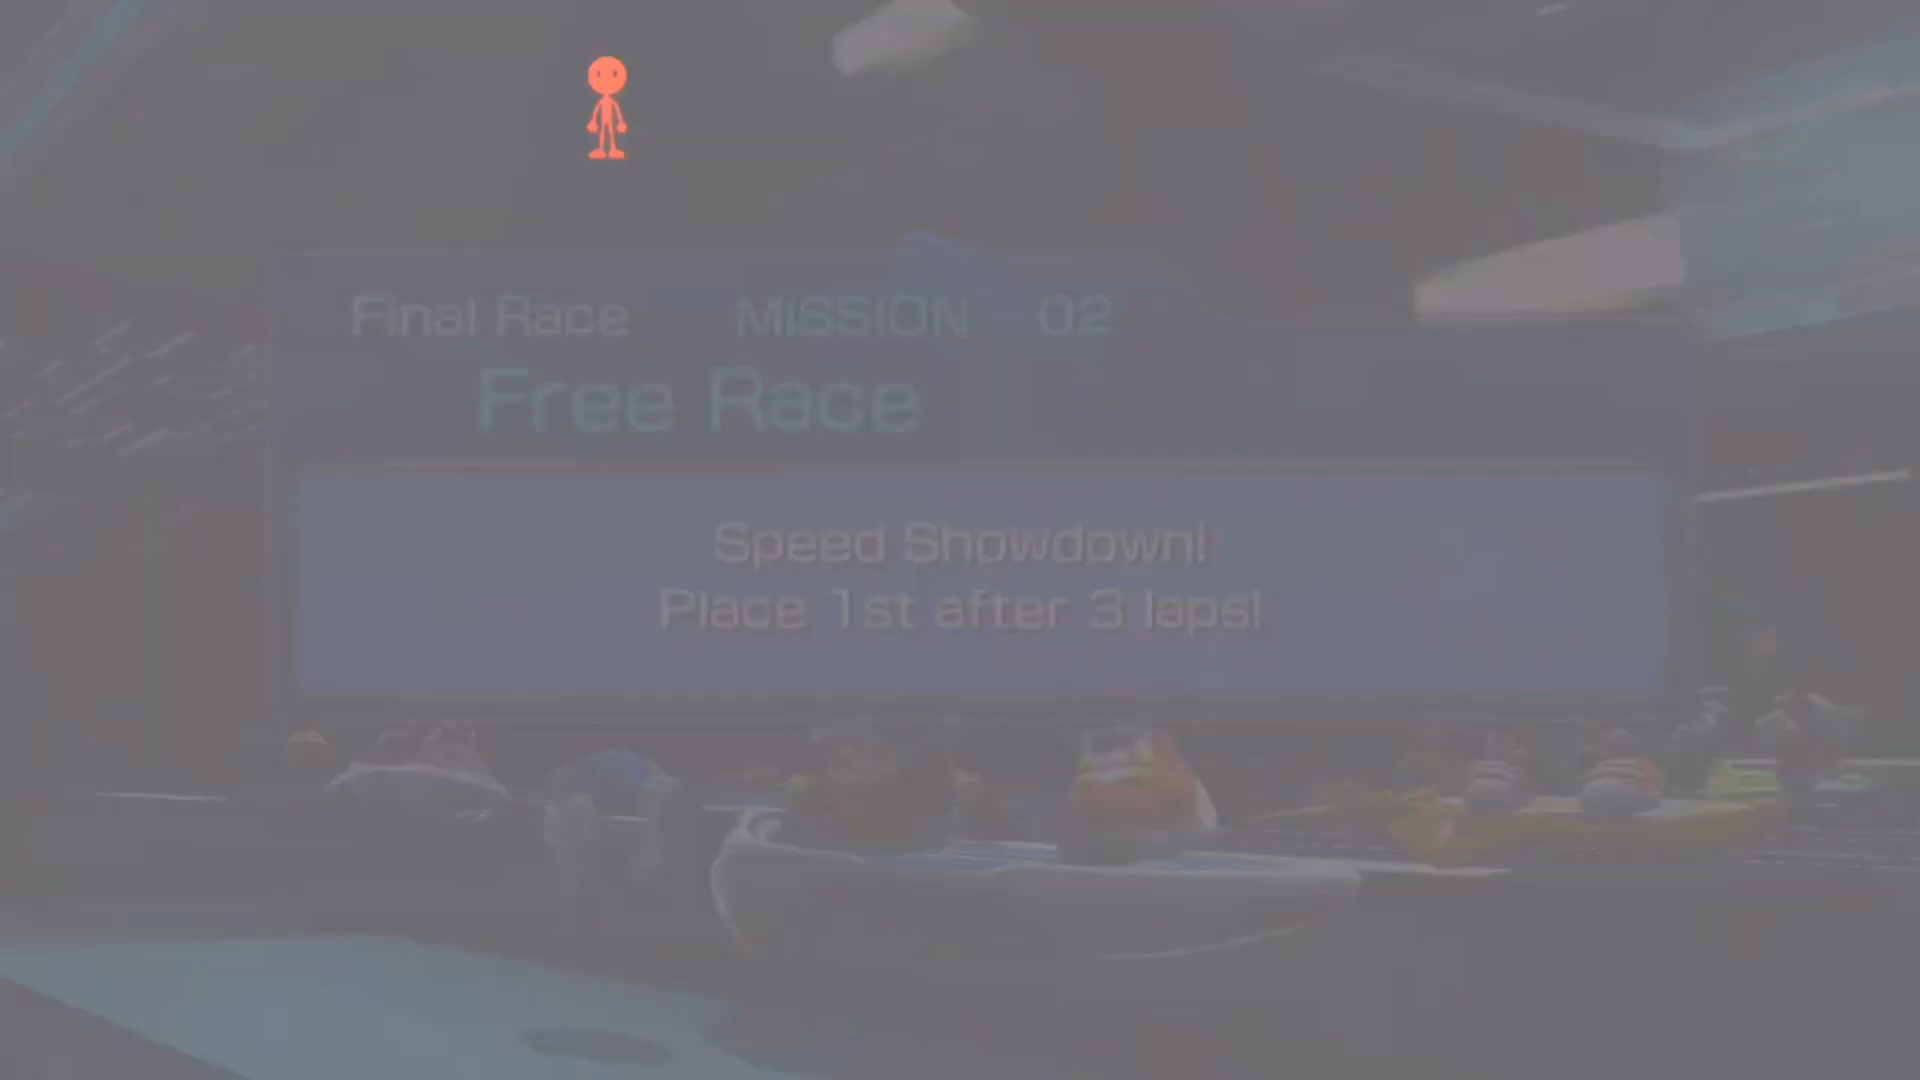 Final Race MISSION 02
Free Race
Speed Showdown!
Place 1st after 3 laps!